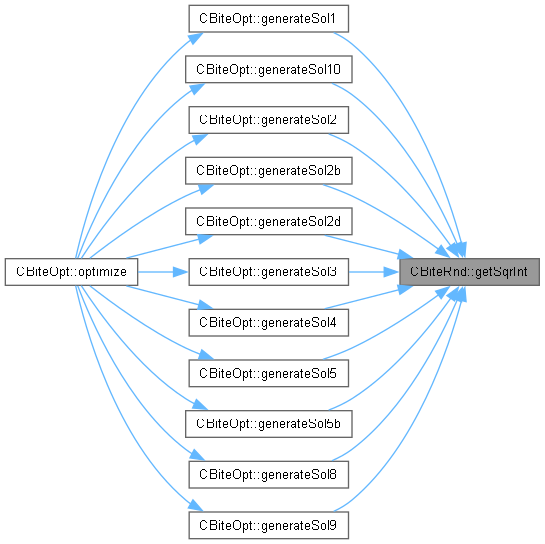 CBiteOpt::generateSol1
CBiteOpt::generateSol10
CBiteOpt::generateSol2
CBiteOpt::generateSol2b
CBiteOpt::generateSol2d
CBiteOpt::optimize
CBiteOpt::generateSol3
CBiteRnd::getSqrInt
CBiteOpt::generateSol4
CBiteOpt::generateSol5
CBiteOpt::generateSol5b
CBiteOpt::generateSol8
CBiteOpt::generateSol9